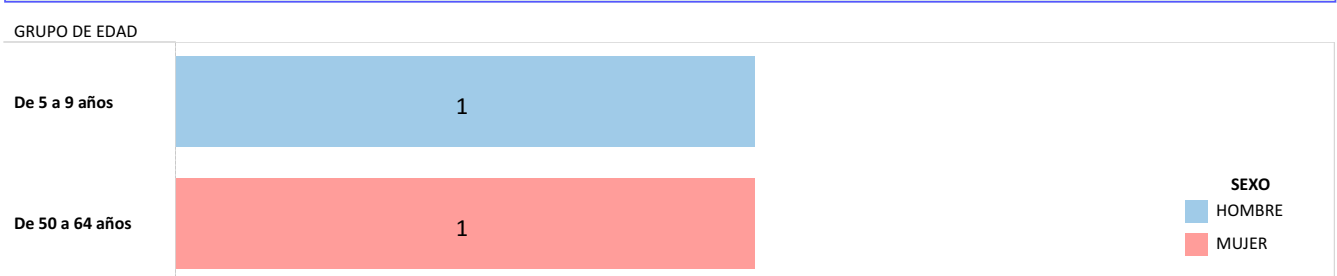 GRUPO DE EDAD
De 5 a 9 años
1
De 50 a 64 años
1
SEXO
HOMBRE
MUJER